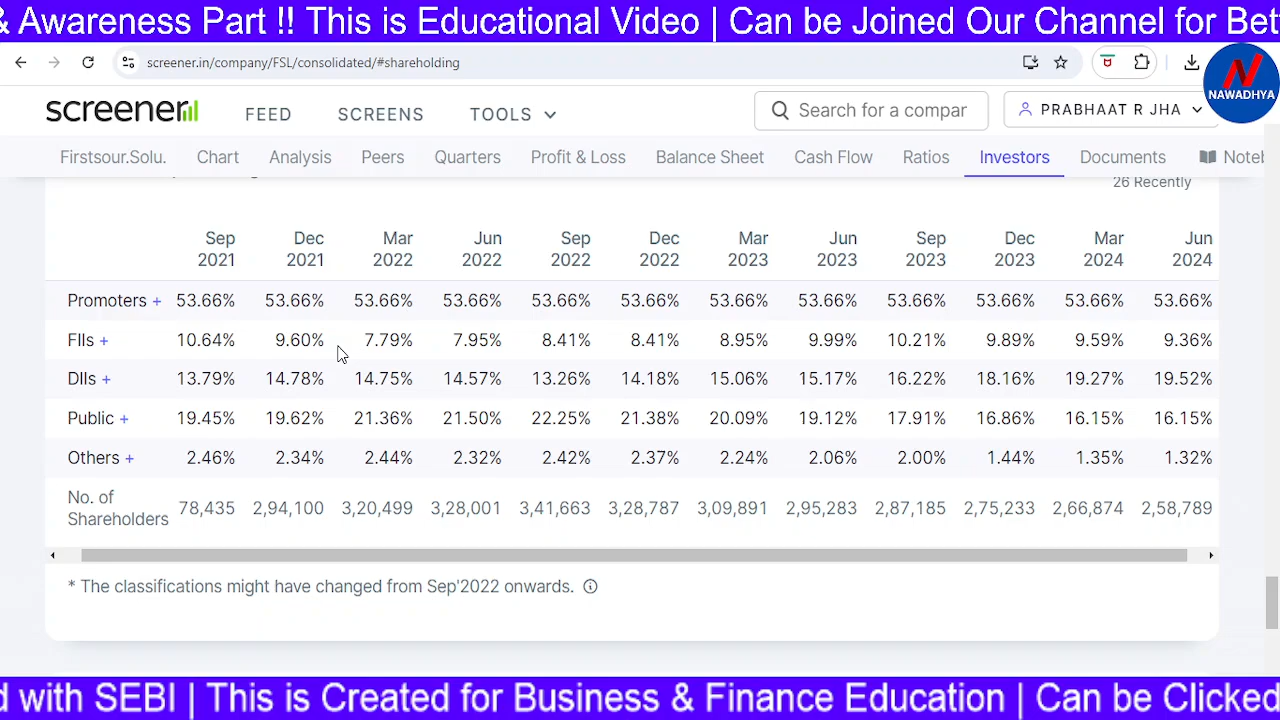 & Awareness Part !! This is Educational Video | Can be Joined Our Channel for Bet
screener.in/company/FSL/consolidated/#shareholding
NAWADHYA
screener FEED SCREENS TOOLS Search for a compar PRABHAAT R JHA
Firstsour.Solu. Chart Analysis Peers Quarters Profit & Loss Balance Sheet Cash Flow Ratios Investors Documents Noteb
26 Recently
Sep 2021 Dec 2021 Mar 2022 Jun 2022 Sep 2022 Dec 2022 Mar 2023 Jun 2023 Sep 2023 Dec 2023 Mar 2024 Jun 2024
Promoters + 53.66% 53.66% 53.66% 53.66% 53.66% 53.66% 53.66% 53.66% 53.66% 53.66% 53.66% 53.66%
FIIs + 10.64% 9.60% 7.79% 7.95% 8.41% 8.41% 8.95% 9.99% 10.21% 9.89% 9.59% 9.36%
DIIs + 13.79% 14.78% 14.75% 14.57% 13.26% 14.18% 15.06% 15.17% 16.22% 18.16% 19.27% 19.52%
Public + 19.45% 19.62% 21.36% 21.50% 22.25% 21.38% 20.09% 19.12% 17.91% 16.86% 16.15% 16.15%
Others + 2.46% 2.34% 2.44% 2.32% 2.42% 2.37% 2.24% 2.06% 2.00% 1.44% 1.35% 1.32%
No. of Shareholders 78,435 2,94,100 3,20,499 3,28,001 3,41,663 3,28,787 3,09,891 2,95,283 2,87,185 2,75,233 2,66,874 2,58,789
* The classifications might have changed from Sep'2022 onwards.
d with SEBI | This is Created for Business & Finance Education | Can be Clicked